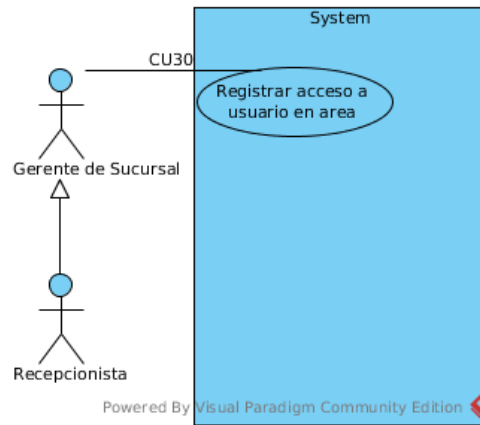 System
CU30
Registrar acceso a
usuario en area
Gerente de Sucursal
Recepcionista
Powered By Visual Paradigm Community Edition